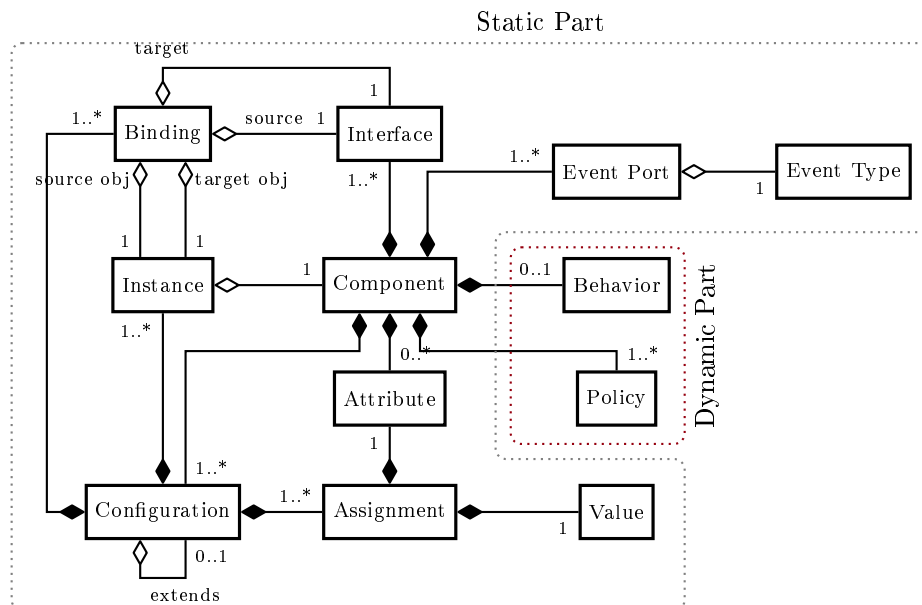 Static Part
target
1
1..*
Binding
source 1
Interface
1..*
Event Port
Event Type
source obj
target obj
1..*
1
1
1
Instance
1
Component
0..1
Behavior
1..*
0..*
1..*
Dynamic Part
Attribute
Policy
1
1..*
1..*
Configuration
Assignment
Value
1
0..1
extends